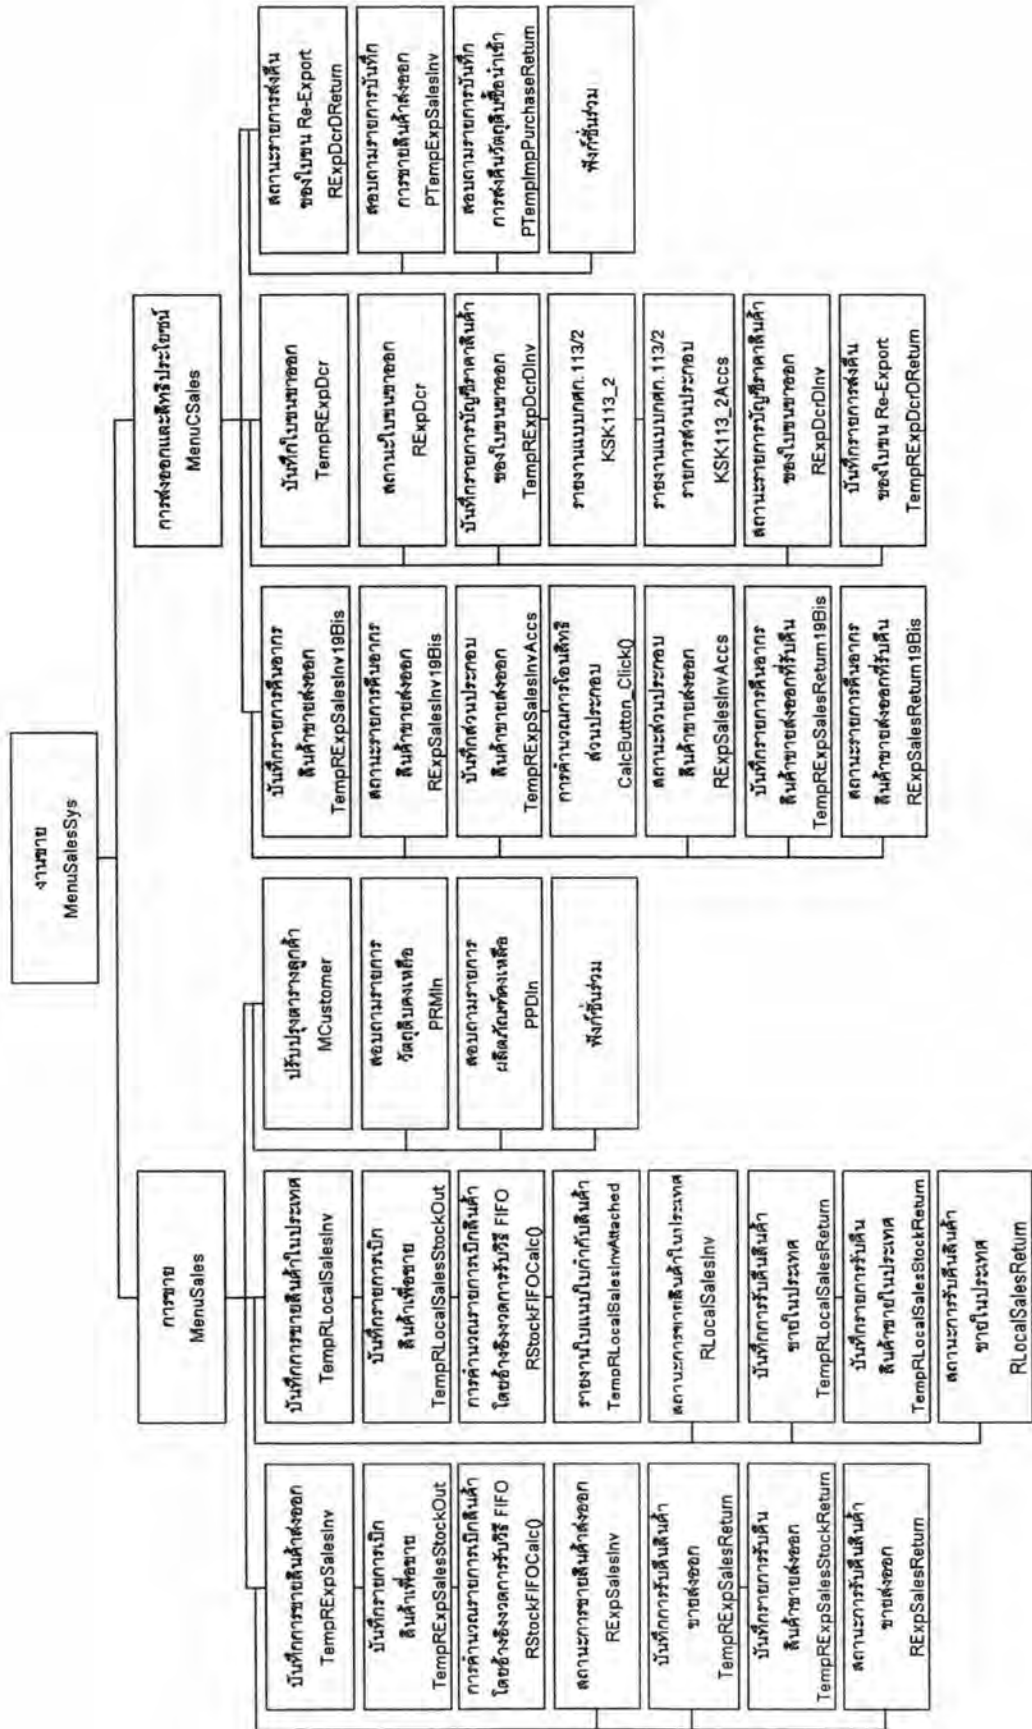 งานขาย
MenuSalesSys
การขาย
MenuSales
การส่งออกและสิทธิประโยชน์
MenuCSales
บันทึกการขายสินค้าส่งออก
TempRExpSalesInv
บันทึกรายการเบิก
สินค้าเพื่อขาย
TempRExpSalesStockOut
การคำนวณรายการเบิกสินค้า
โดยอ้างอิงงวดการรับวิธี FIFO
RStockFIFOCalc()
สถานะการขายสินค้าส่งออก
RExpSalesInv
บันทึกการรับคืนสินค้า
ขายส่งออก
TempRExpSalesReturn
บันทึกรายการรับคืน
สินค้าขายส่งออก
TempRExpSalesStockReturn
สถานะการรับคืนสินค้า
ขายส่งออก
RExpSalesReturn
บันทึกการขายสินค้าในประเทศ
TempRLocalSalesInv
บันทึกรายการเบิก
สินค้าเพื่อขาย
TempRLocalSalesStockOut
การคำนวณรายการเบิกสินค้า
โดยอ้างอิงงวดการรับวิธี FIFO
RStockFIFOCalc()
รายงานใบแนบใบกำกับสินค้า
TempRLocalSalesInvAttached
สถานะการขายสินค้าในประเทศ
RLocalSalesInv
บันทึกการรับคืนสินค้า
ขายในประเทศ
TempRLocalSalesReturn
บันทึกรายการรับคืน
สินค้าขายในประเทศ
TempRLocalSalesStockReturn
สถานะการรับคืนสินค้า
ขายในประเทศ
RLocalSalesReturn
ปรับปรุงตารางลูกค้า
MCustomer
สอบถามรายการ
วัตถุดิบคงเหลือ
PRMIn
สอบถามรายการ
ผลิตภัณฑ์คงเหลือ
PPDIn
ฟังก์ชั่นร่วม
บันทึกรายการคืนอากร
สินค้าขายส่งออก
TempRExpSalesInv19Bis
สถานะรายการคืนอากร
สินค้าขายส่งออก
RExpSalesInv19Bis
บันทึกส่วนประกอบ
สินค้าขายส่งออก
TempRExpSalesInvAccs
การคำนวณการโอนสิทธิ
ส่วนประกอบ
CalcButton_Click()
สถานะส่วนประกอบ
สินค้าขายส่งออก
RExpSalesInvAccs
บันทึกรายการคืนอากร
สินค้าขายส่งออกที่รับคืน
TempRExpSalesReturn19Bis
สถานะรายการคืนอากร
สินค้าขายส่งออกที่รับคืน
RExpSalesReturn19Bis
บันทึกใบขนขาออก
TempRExpDcr
สถานะใบขนขาออก
RExpDcr
บันทึกรายการบัญชีราคาสินค้า
ของใบขนขาออก
TempRExpDcrDInv
รายงานแบบกศก.113/2
KSK113_2
รายงานแบบกศก.113/2
รายการส่วนประกอบ
KSK113_2Accs
สถานะรายการบัญชีราคาสินค้า
ของใบขนขาออก
RExpDcrDInv
บันทึกรายการส่งคืน
ของใบขน Re-Export
TempRExpDcrDReturn
สถานะรายการส่งคืน
ของใบขน Re-Export
RExpDcrDReturn
สอบถามรายการบันทึก
การขายสินค้าส่งออก
PTempExpSalesInv
สอบถามรายการบันทึก
การส่งคืนวัตถุดิบซื้อนำเข้า
PTempImpPurchaseReturn
ฟังก์ชั่นร่วม